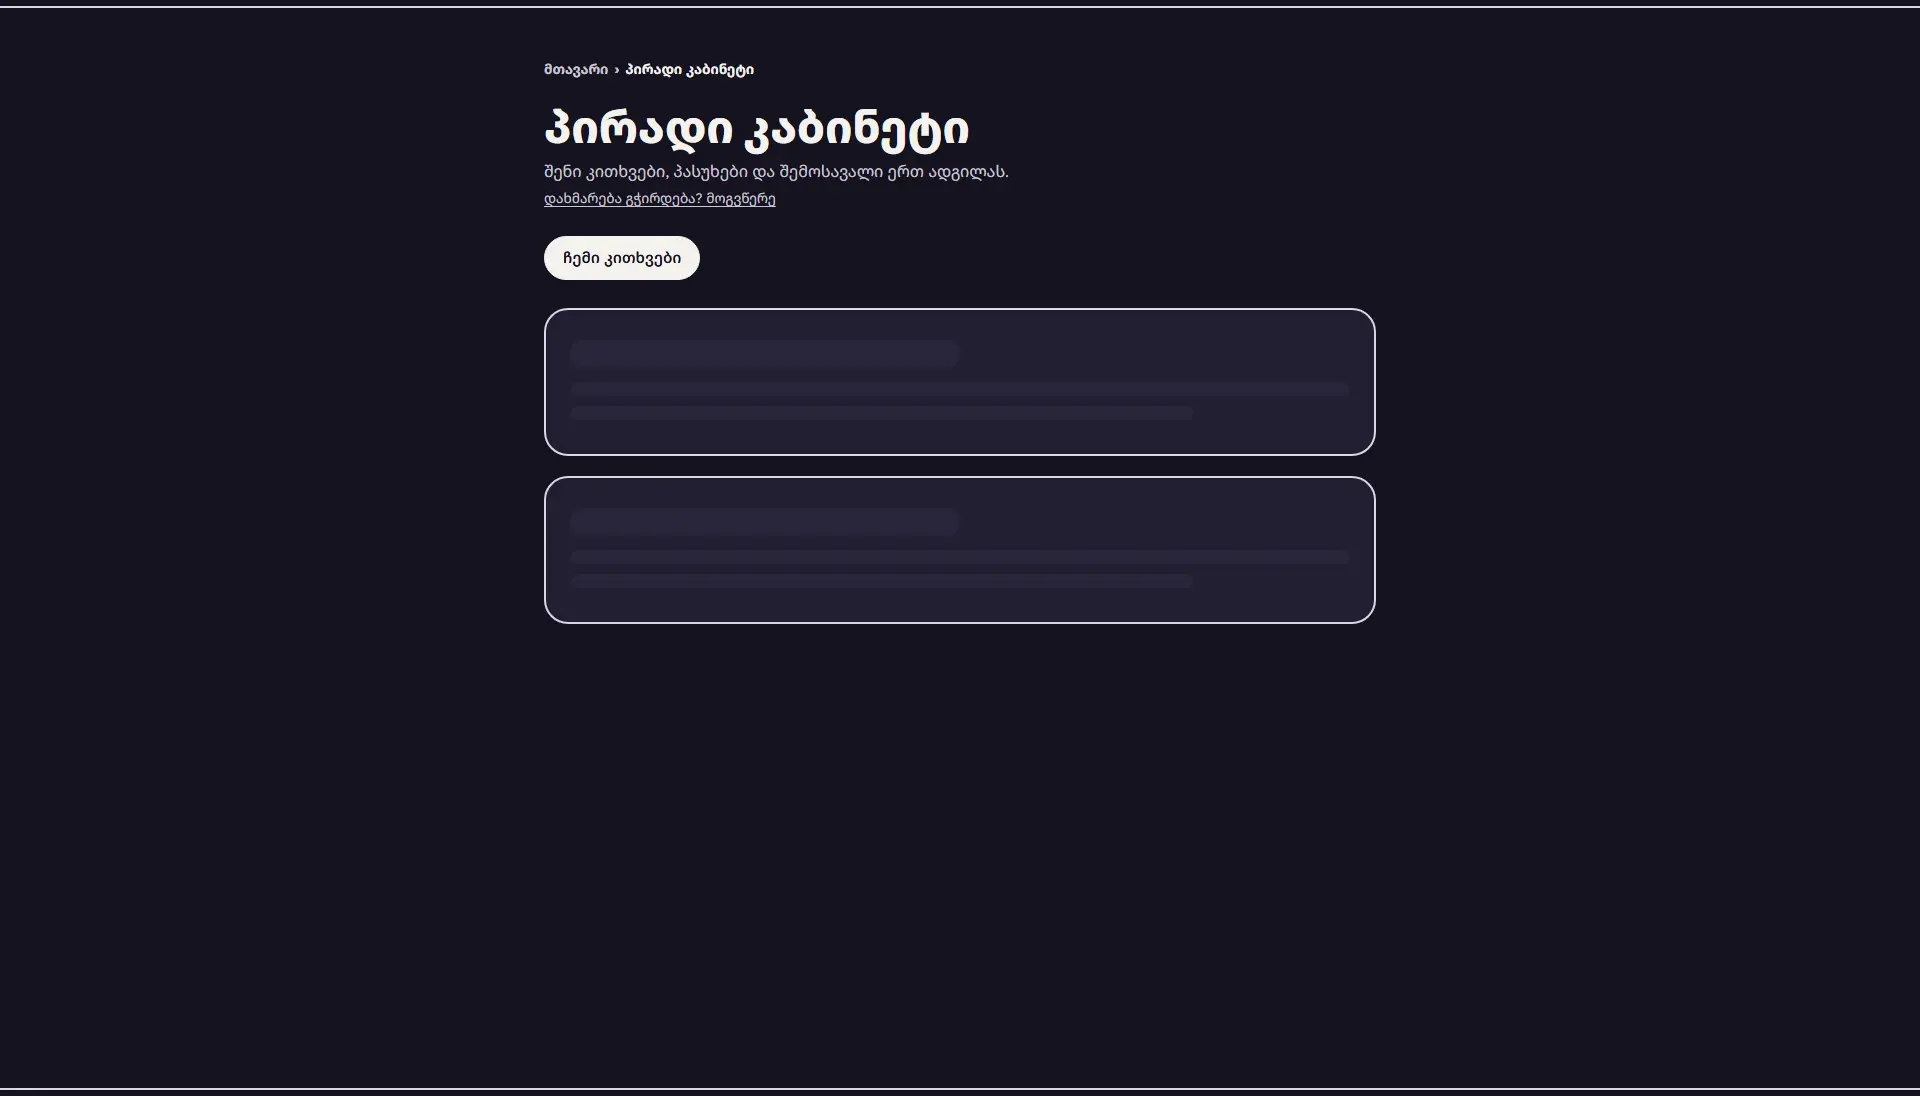 მთავარი › პირადი კაბინეტი
პირადი კაბინეტი
შენი კითხვები, პასუხები და შემოსავალი ერთ ადგილას.
დახმარება გჭირდება? მოგვწერე
ჩემი კითხვები